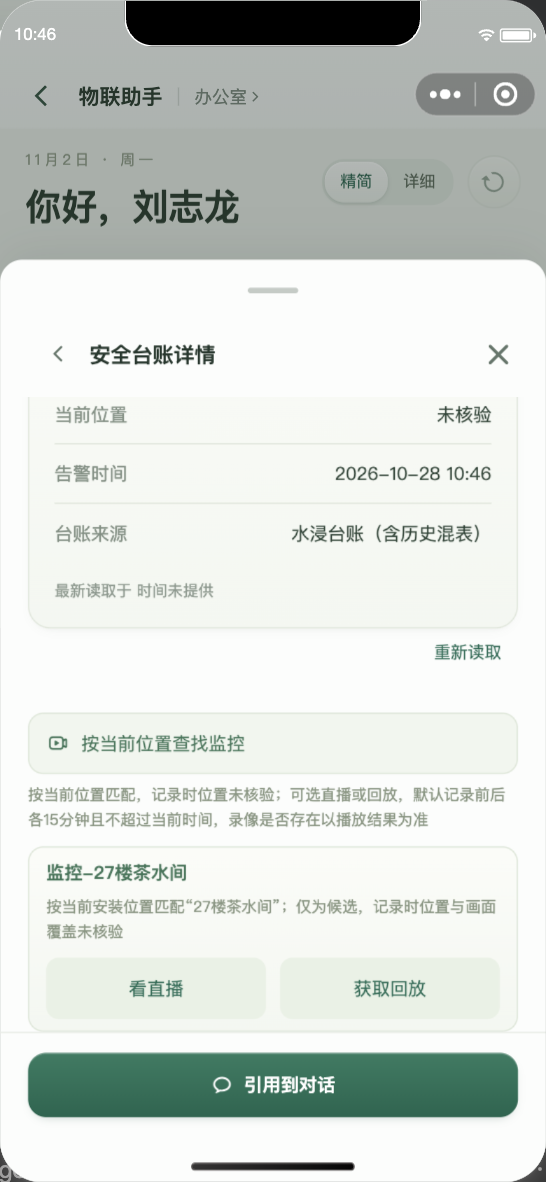 10:46
物联助手
办公室
11月2日 · 周一
你好，刘志龙
精简
详细
安全台账详情
当前位置
未核验
告警时间
2026-10-28 10:46
台账来源
水浸台账（含历史混表）
最新读取于 时间未提供
重新读取
按当前位置查找监控
按当前位置匹配，记录时位置未核验；可选直播或回放，默认记录前后
各15分钟且不超过当前时间，录像是否存在以播放结果为准
监控-27楼茶水间
按当前安装位置匹配“27楼茶水间”；仅为候选，记录时位置与画面
覆盖未核验
看直播
获取回放
引用到对话